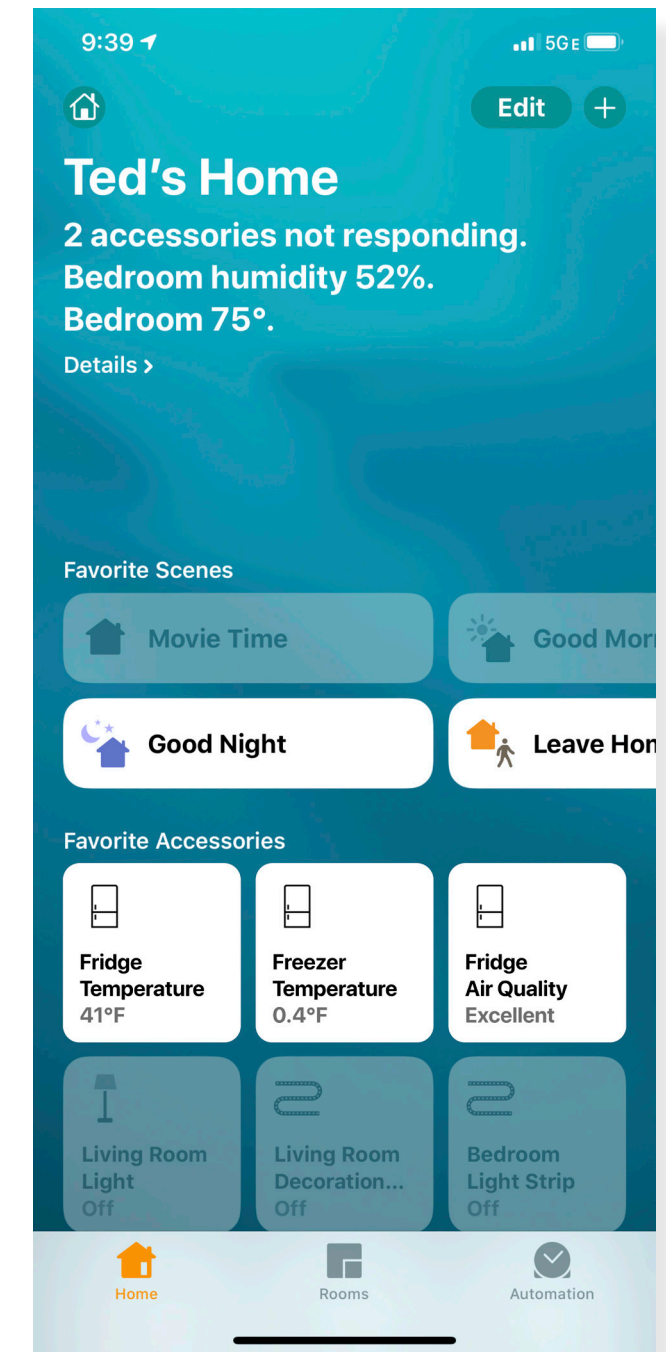 9:39
5GE
Edit
Ted's Home
2 accessories not responding.
Bedroom humidity 52%.
Bedroom 75°.
Details >
Favorite Scenes
Movie Time
Good Mor
Good Night
Leave Hom
Favorite Accessories
Fridge
Temperature
41°F
Freezer
Temperature
0.4°F
Fridge
Air Quality
Excellent
Living Room
Light
Off
Living Room
Decoration...
Off
Bedroom
Light Strip
Off
Home
Rooms
Automation